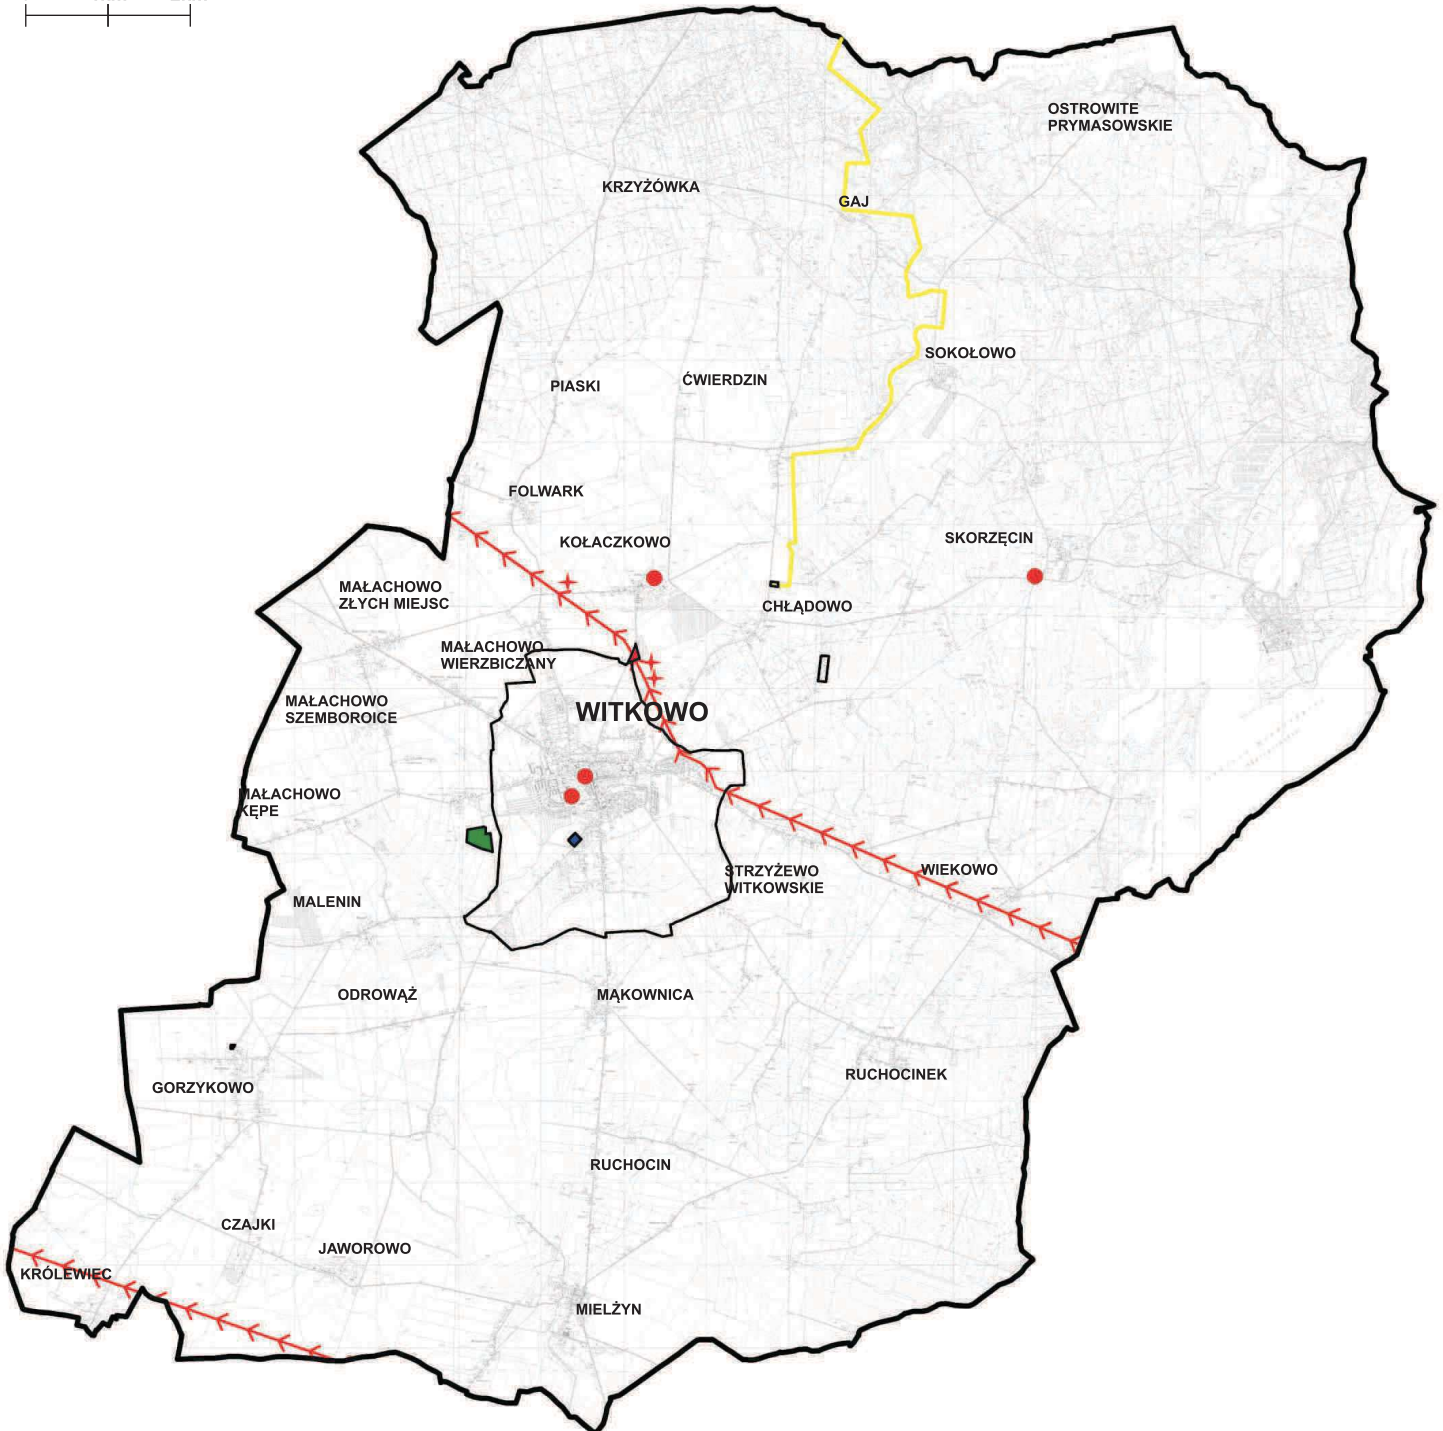 OSTROWITE
PRYMASOWSKIE
KRZYŻÓWKA
GAJ
SOKOŁOWO
PIASKI
ĆWIERDZIN
FOLWARK
KOŁACZKOWO
SKORZĘCIN
MAŁACHOWO
ZŁYCH MIEJSC
CHŁĄDOWO
MAŁACHOWO
WIERZBICZANY
MAŁACHOWO
SZEMBOROICE
WITKOWO
MAŁACHOWO
KĘPE
STRZYŻEWO
WITKOWSKIE
WIEKOWO
MALENIN
ODROWĄŻ
MĄKOWNICA
RUCHOCINEK
GORZYKOWO
RUCHOCIN
CZAJKI
JAWOROWO
KRÓLEWIEC
MIELŻYN